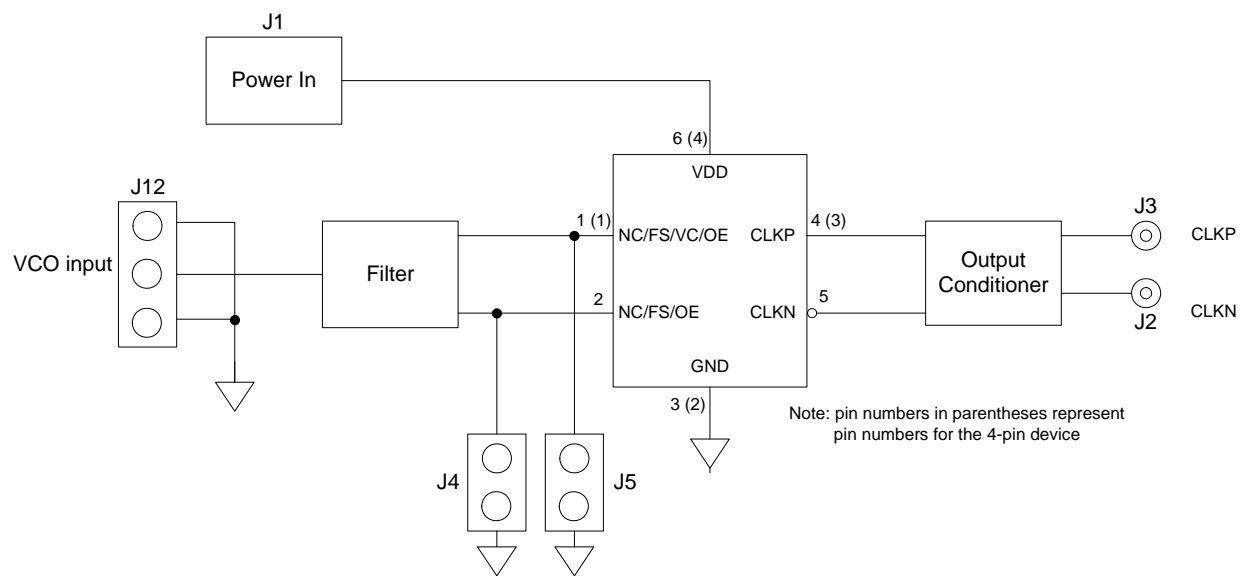 J1
Power In
6 (4)
VDD
J12
VCO input
Filter
1 (1)
NC/FS/VC/OE
CLKP
4 (3)
2
NC/FS/OE
CLKN
5
GND
3 (2)
Output
Conditioner
J3
CLKP
J2
CLKN
Note: pin numbers in parentheses represent
pin numbers for the 4-pin device
J4
J5